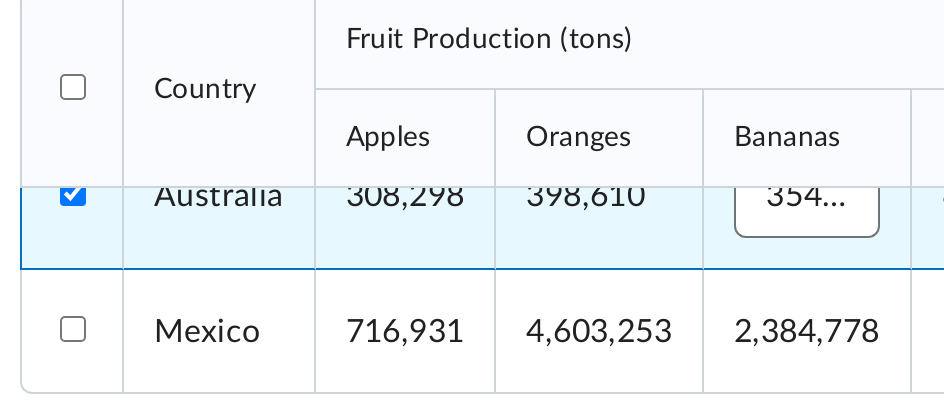 Fruit Production (tons)
Country
Apples Oranges Bananas
Australia 308,298 398,610 354...
Mexico 716,931 4,603,253 2,384,778